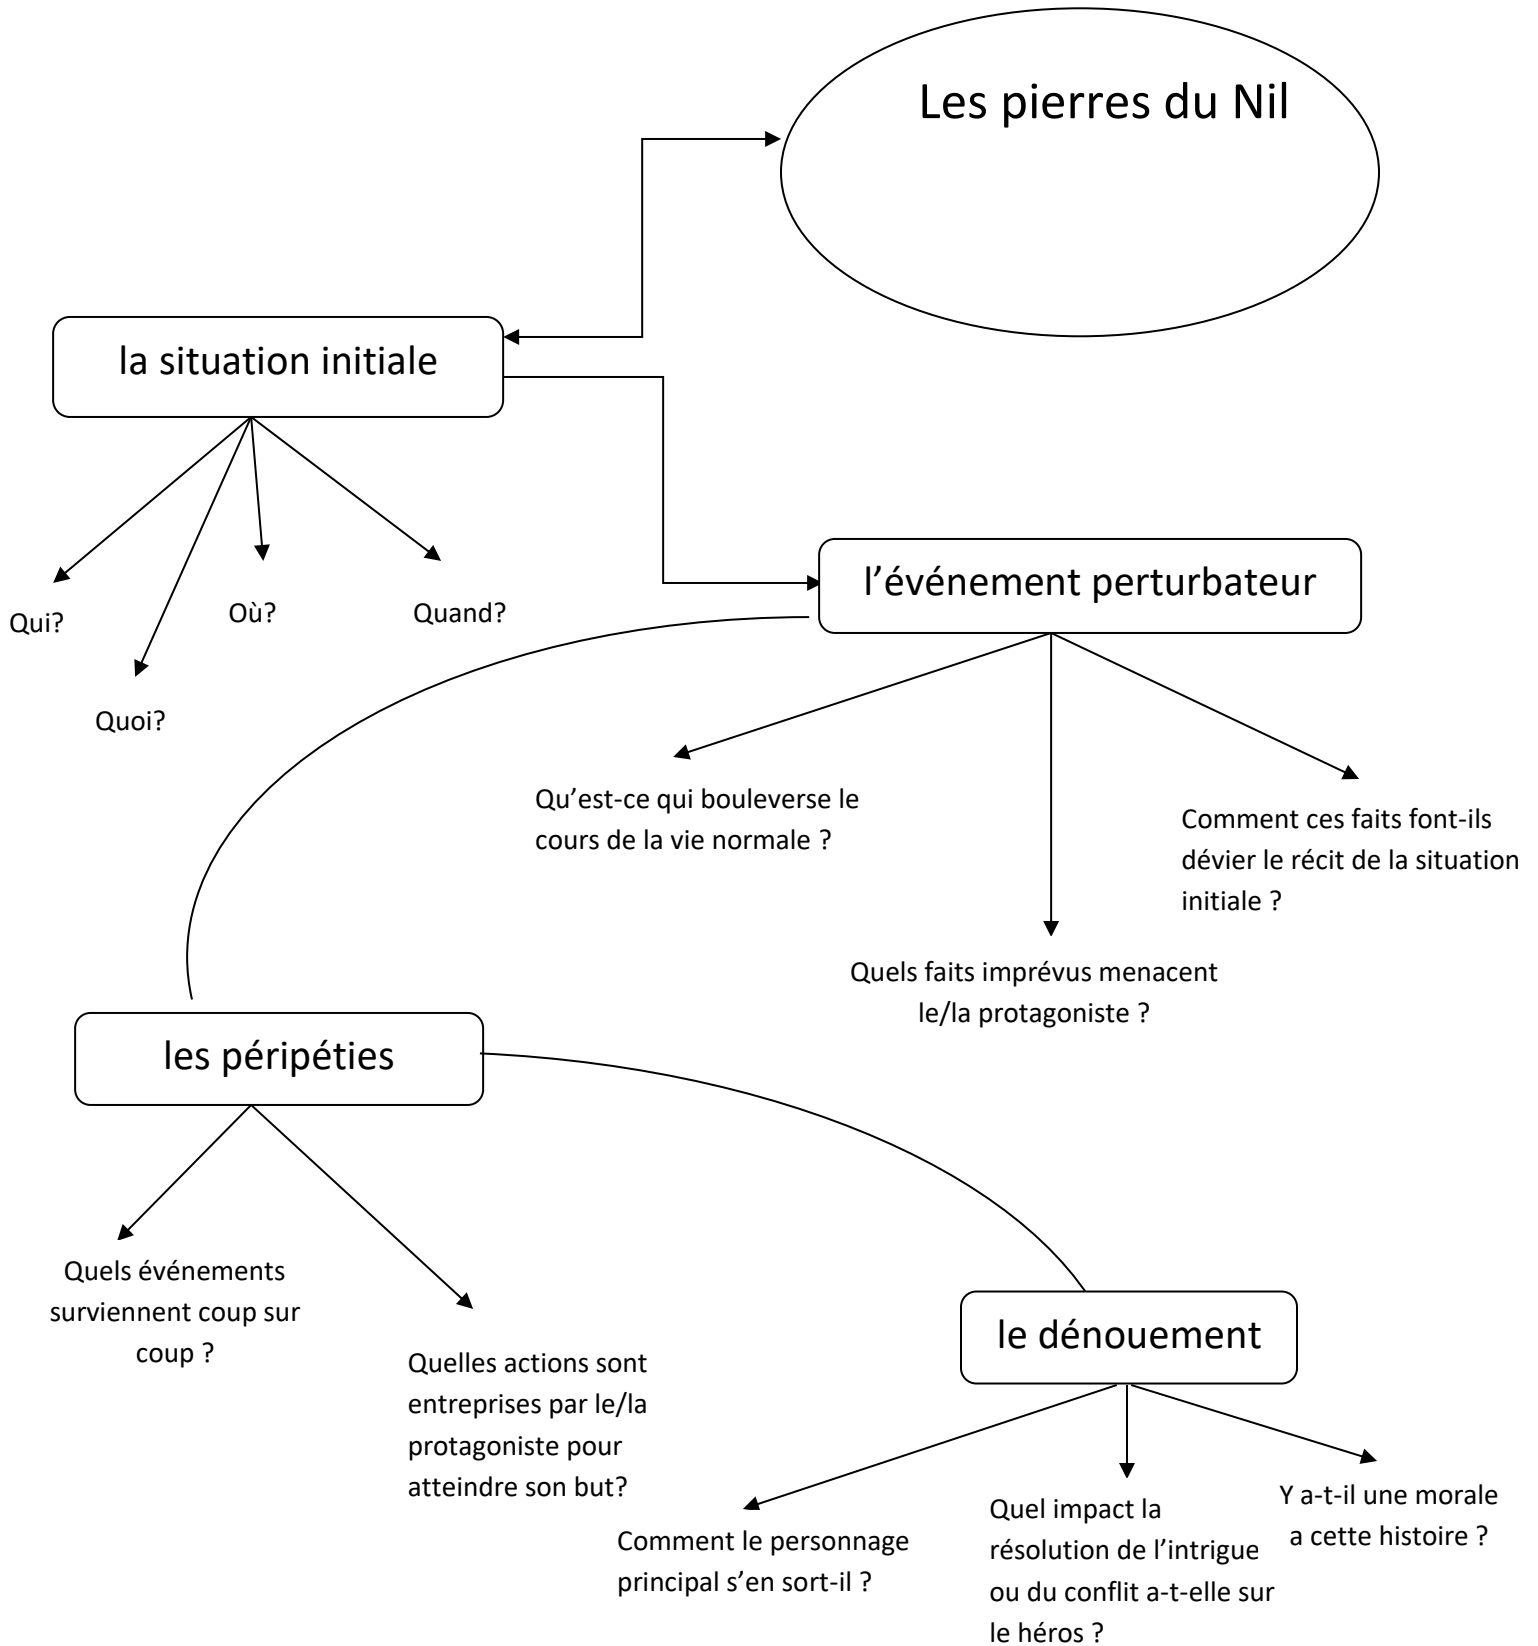 Les pierres du Nil
la situation initiale
Qui?
Quoi?
Où?
Quand?
l’événement perturbateur
Qu’est-ce qui bouleverse le
cours de la vie normale ?
Quels faits imprévus menacent
le/la protagoniste ?
Comment ces faits font-ils
dévier le récit de la situation
initiale ?
les péripéties
Quels événements
surviennent coup sur
coup ?
Quelles actions sont
entreprises par le/la
protagoniste pour
atteindre son but?
le dénouement
Comment le personnage
principal s’en sort-il ?
Quel impact la
résolution de l’intrigue
ou du conflit a-t-elle sur
le héros ?
Y a-t-il une morale
a cette histoire ?